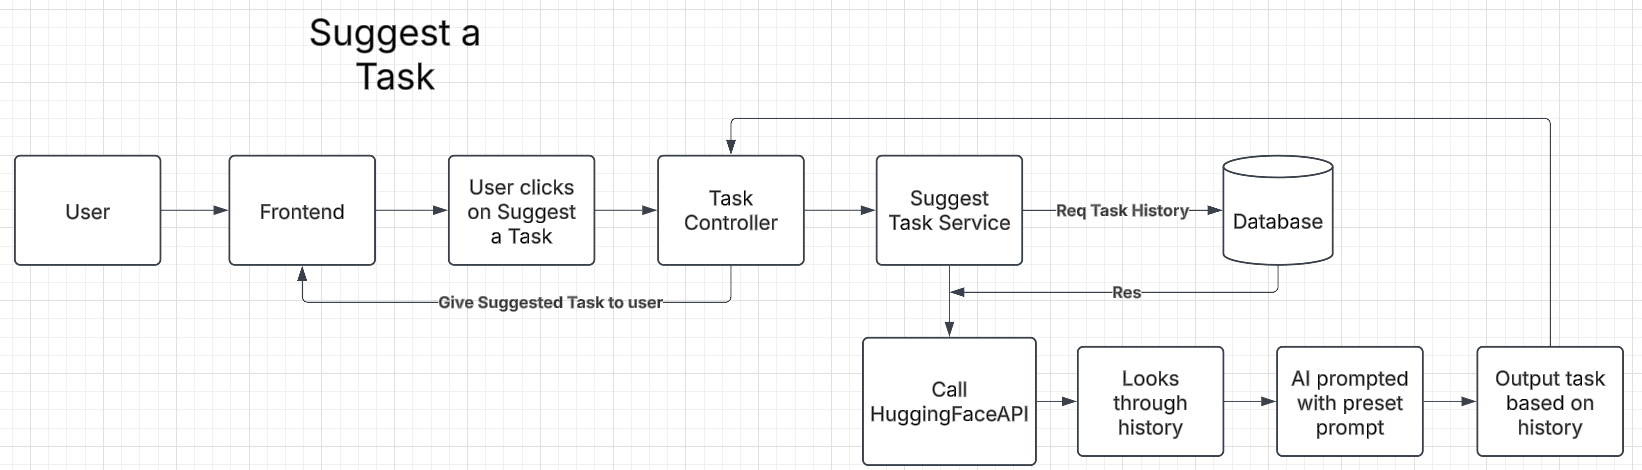 Suggest a
Task
User
Frontend
User clicks
on Suggest
a Task
Task
Controller
Suggest
Task Service
Req Task History
Database
Give Suggested Task to user
Res
Call
HuggingFaceAPI
Looks
through
history
AI prompted
with preset
prompt
Output task
based on
history